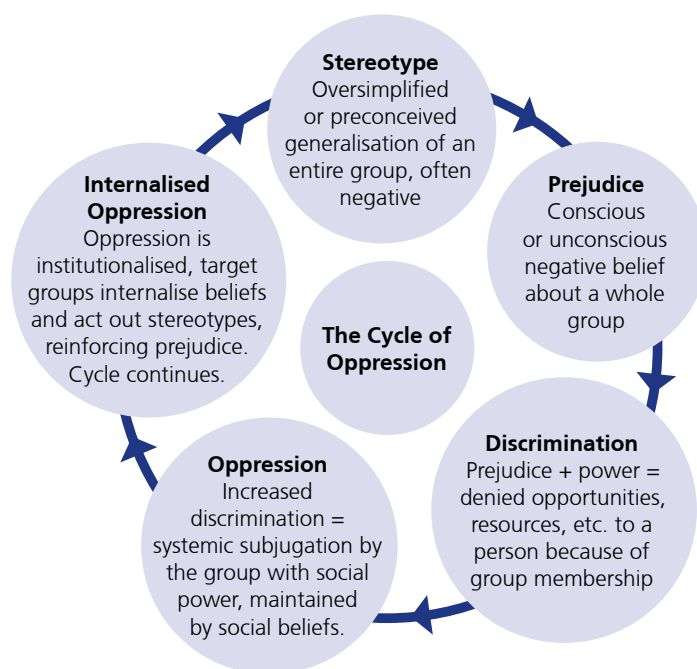 Stereotype
Oversimplified
or preconceived
generalisation of an
entire group, often
negative
Prejudice
Conscious
or unconscious
negative belief
about a whole
group
Discrimination
Prejudice + power =
denied opportunities,
resources, etc. to a
person because of
group membership
Oppression
Increased
discrimination =
systemic subjugation by
the group with social
power, maintained
by social beliefs.
Internalised
Oppression
Oppression is
institutionalised, target
groups internalise beliefs
and act out stereotypes,
reinforcing prejudice.
Cycle continues.
The Cycle of
Oppression